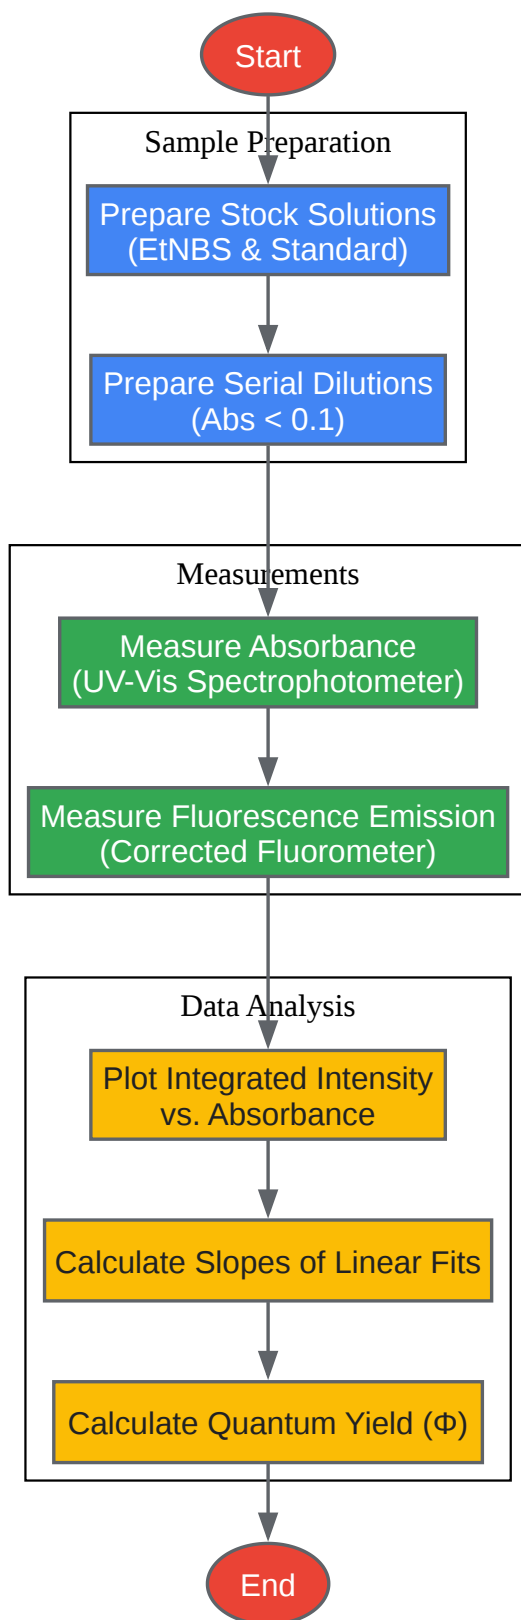 Start
Sample Preparation
Prepare Stock Solutions
(EtNBS & Standard)
Prepare Serial Dilutions
(Abs < 0.1)
Measurements
Measure Absorbance
(UV-Vis Spectrophotometer)
Measure Fluorescence Emission
(Corrected Fluorometer)
Data Analysis
Plot Integrated Intensity
vs. Absorbance
Calculate Slopes of Linear Fits
Calculate Quantum Yield (Φ)
End